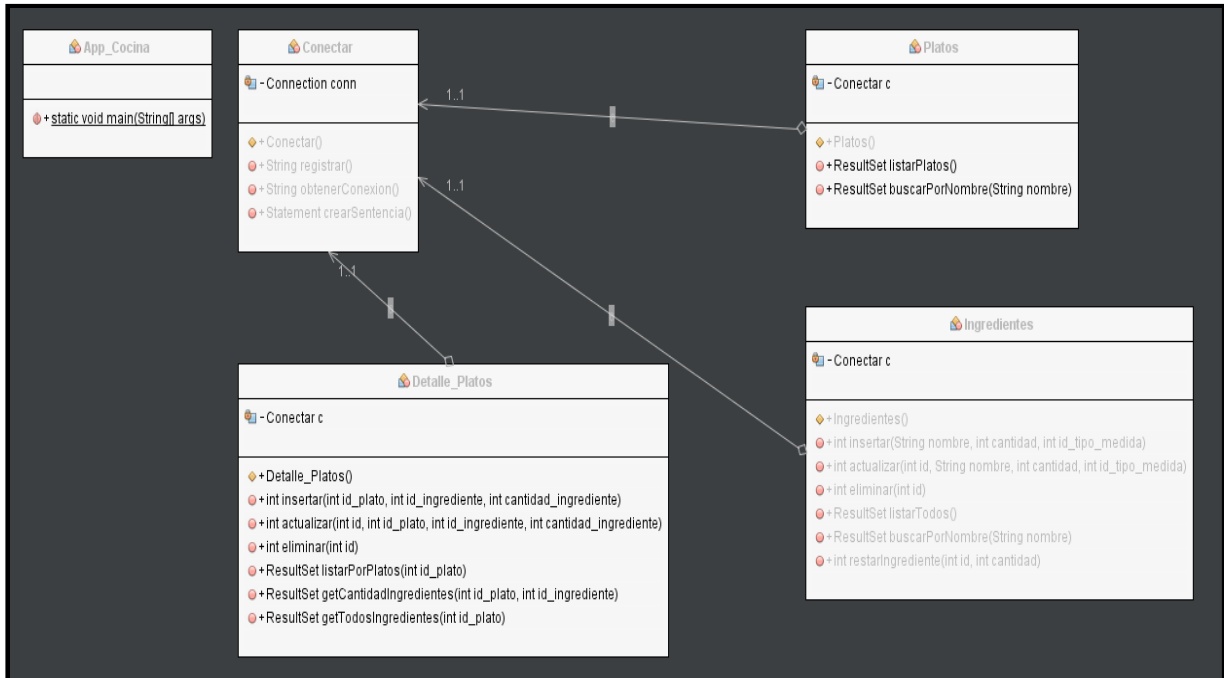 App_Cocina
+static void main(String[] args)
Conectar
-Connection conn
+Conectar()
+String registrar()
+String obtenerConexion()
+Statement crearSentencia()
1..1
1..1
1..1
Platos
-Conectar c
+Platos()
+ResultSet listarPlatos()
+ResultSet buscarPorNombre(String nombre)
Detalle_Platos
-Conectar c
+Detalle_Platos()
+int insertar(int id_plato, int id_ingrediente, int cantidad_ingrediente)
+int actualizar(int id, int id_plato, int id_ingrediente, int cantidad_ingrediente)
+int eliminar(int id)
+ResultSet listarPorPlatos(int id_plato)
+ResultSet getCantidadIngredientes(int id_plato, int id_ingrediente)
+ResultSet getTodosIngredientes(int id_plato)
Ingredientes
-Conectar c
+Ingredientes()
+int insertar(String nombre, int cantidad, int id_tipo_medida)
+int actualizar(int id, String nombre, int cantidad, int id_tipo_medida)
+int eliminar(int id)
+ResultSet listarTodos()
+ResultSet buscarPorNombre(String nombre)
+int restarIngrediente(int id, int cantidad)